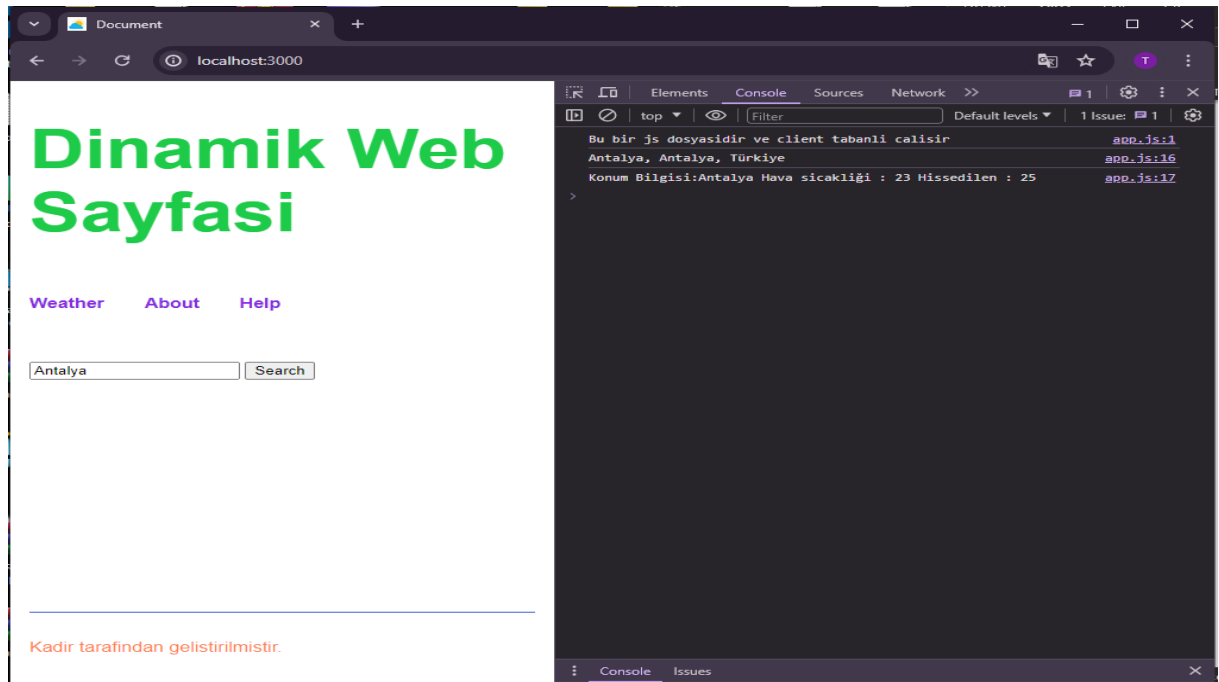 Document
localhost:3000
T
Dinamik Web
Sayfasi
Weather About Help
Antalya Search
Kadir tarafindan gelistirilmistir.
Elements Console Sources Network >> 1
top Filter Default levels 1 Issue: 1
Bu bir js dosyasidir ve client tabanli calisir app.js:1
Antalya, Antalya, Türkiye app.js:16
Konum Bilgisi:Antalya Hava sicakliği : 23 Hissedilen : 25 app.js:17
>
Console Issues